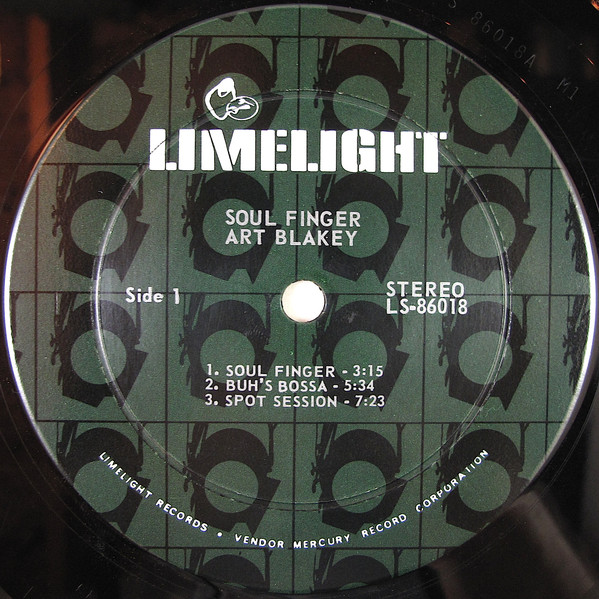 S 86018A M1
LIMELIGHT
SOUL FINGER
ART BLAKEY
Side 1
STEREO
LS-86018
1. SOUL FINGER - 3:15
2. BUH'S BOSSA - 5:34
3. SPOT SESSION - 7:23
LIMELIGHT RECORDS • VENDOR MERCURY RECORD CORPORATION